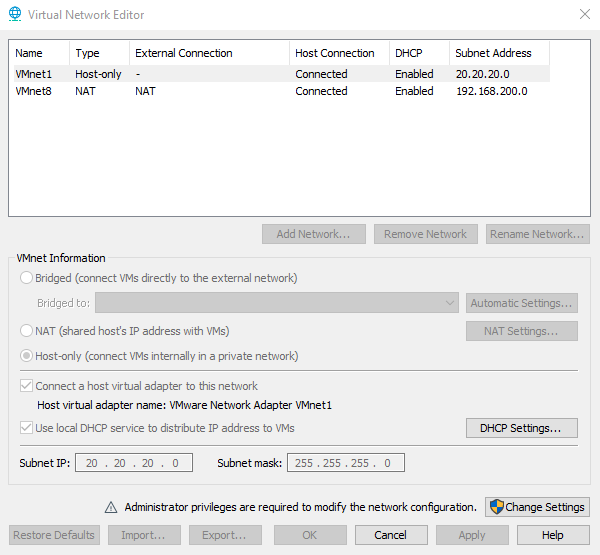 Virtual Network Editor
Name Type External Connection Host Connection DHCP Subnet Address
VMnet1 Host-only - Connected Enabled 20.20.20.0
VMnet8 NAT NAT Connected Enabled 192.168.200.0
Add Network... Remove Network Rename Network...
VMnet Information
Bridged (connect VMs directly to the external network)
Bridged to: Automatic Settings...
NAT (shared host's IP address with VMs) NAT Settings...
Host-only (connect VMs internally in a private network)
Connect a host virtual adapter to this network
Host virtual adapter name: VMware Network Adapter VMnet1
Use local DHCP service to distribute IP address to VMs DHCP Settings...
Subnet IP: 20 . 20 . 20 . 0 Subnet mask: 255 . 255 . 255 . 0
Administrator privileges are required to modify the network configuration. Change Settings
Restore Defaults Import... Export... OK Cancel Apply Help